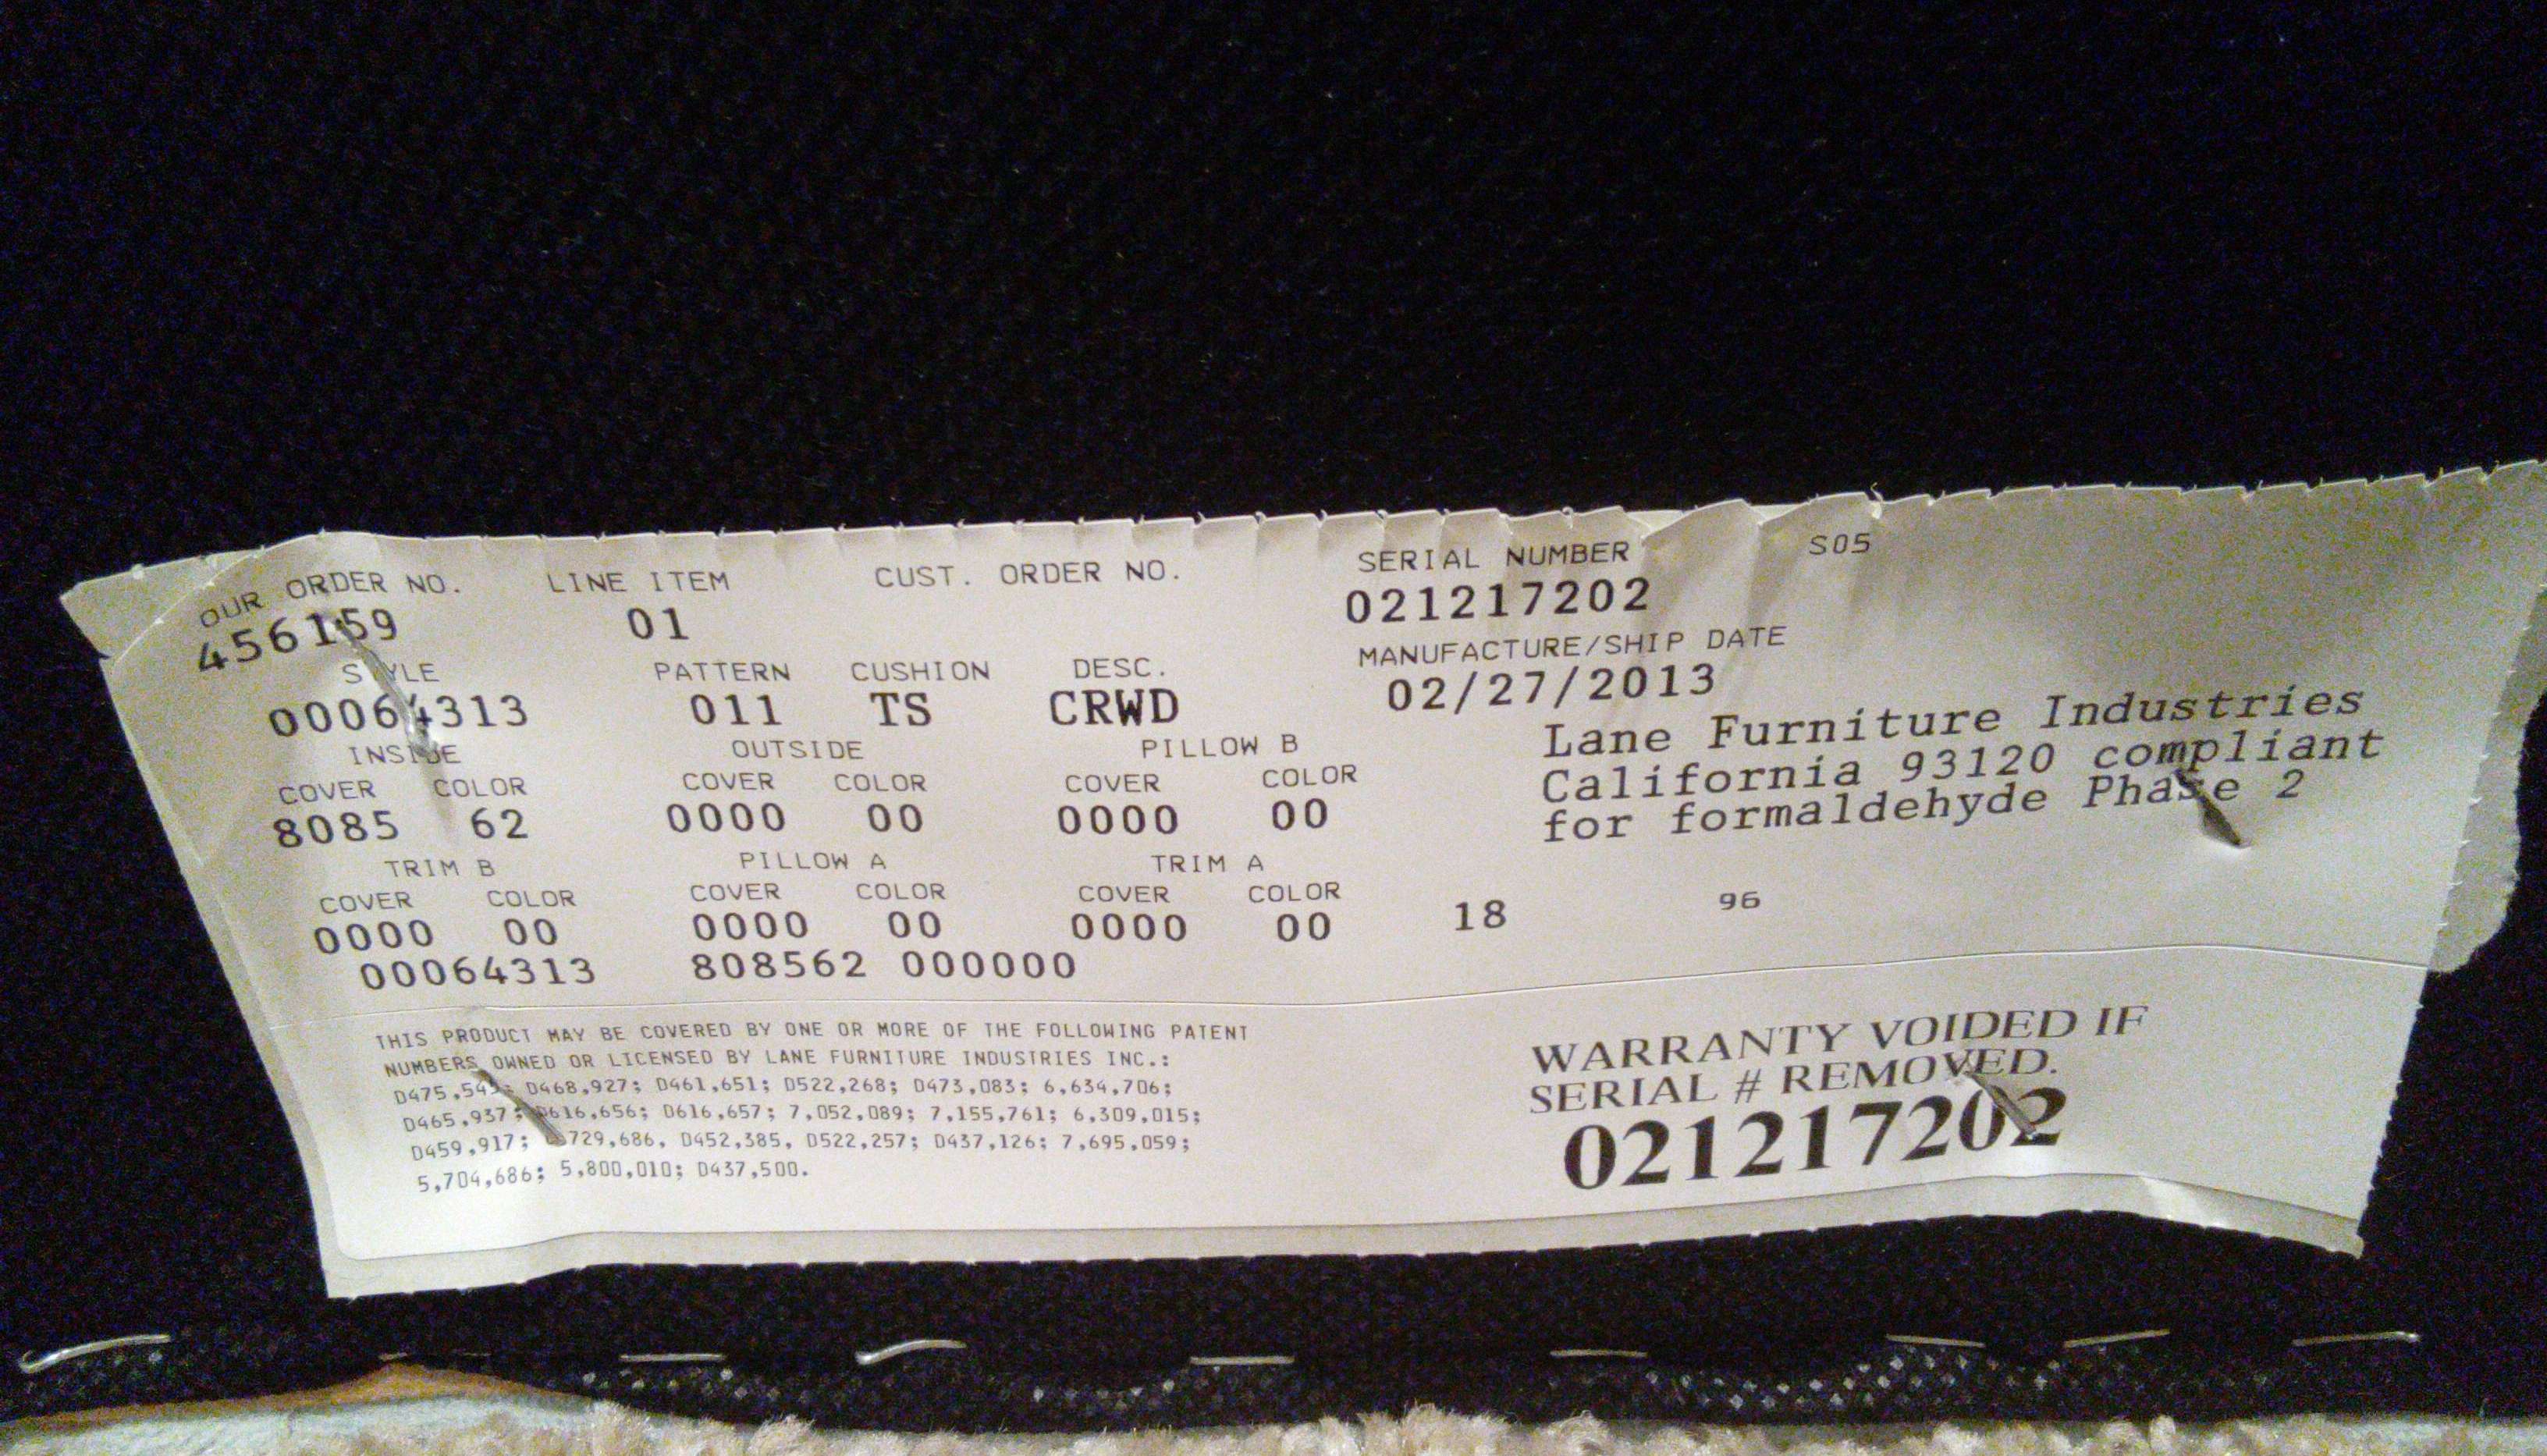 OUR ORDER NO. LINE ITEM CUST. ORDER NO. SERIAL NUMBER S05
456159 01 021217202
STYLE PATTERN CUSHION DESC. MANUFACTURE/SHIP DATE
00064313 011 TS CRWD 02/27/2013
INSIDE OUTSIDE PILLOW B Lane Furniture Industries
COVER COLOR COVER COLOR COVER COLOR California 93120 compliant
8085 62 0000 00 0000 00 for formaldehyde Phase 2
TRIM B PILLOW A TRIM A
COVER COLOR COVER COLOR COVER COLOR
0000 00 0000 00 0000 00 18 96
00064313 808562 000000
THIS PRODUCT MAY BE COVERED BY ONE OR MORE OF THE FOLLOWING PATENT
NUMBERS OWNED OR LICENSED BY LANE FURNITURE INDUSTRIES INC.:
D468,927; D461,651; D522,268; D473,083; 6,634,706;
D465,937; D616,656; D616,657; 7,052,089; 7,155,761; 6,309,015;
D459,917; 729,686, D452,385, D522,257; D437,126; 7,695,059;
5,704,686; 5,800,010; D437,500.
WARRANTY VOIDED IF
SERIAL # REMOVED.
021217202